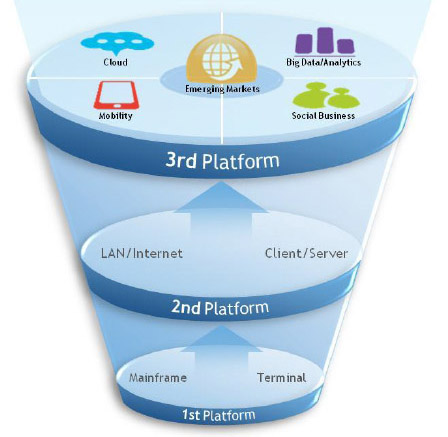 Cloud
Big Data/Analytics
Emerging Markets
Mobility
Social Business
3rd Platform
LAN/Internet
Client/Server
2nd Platform
Mainframe
Terminal
1st Platform